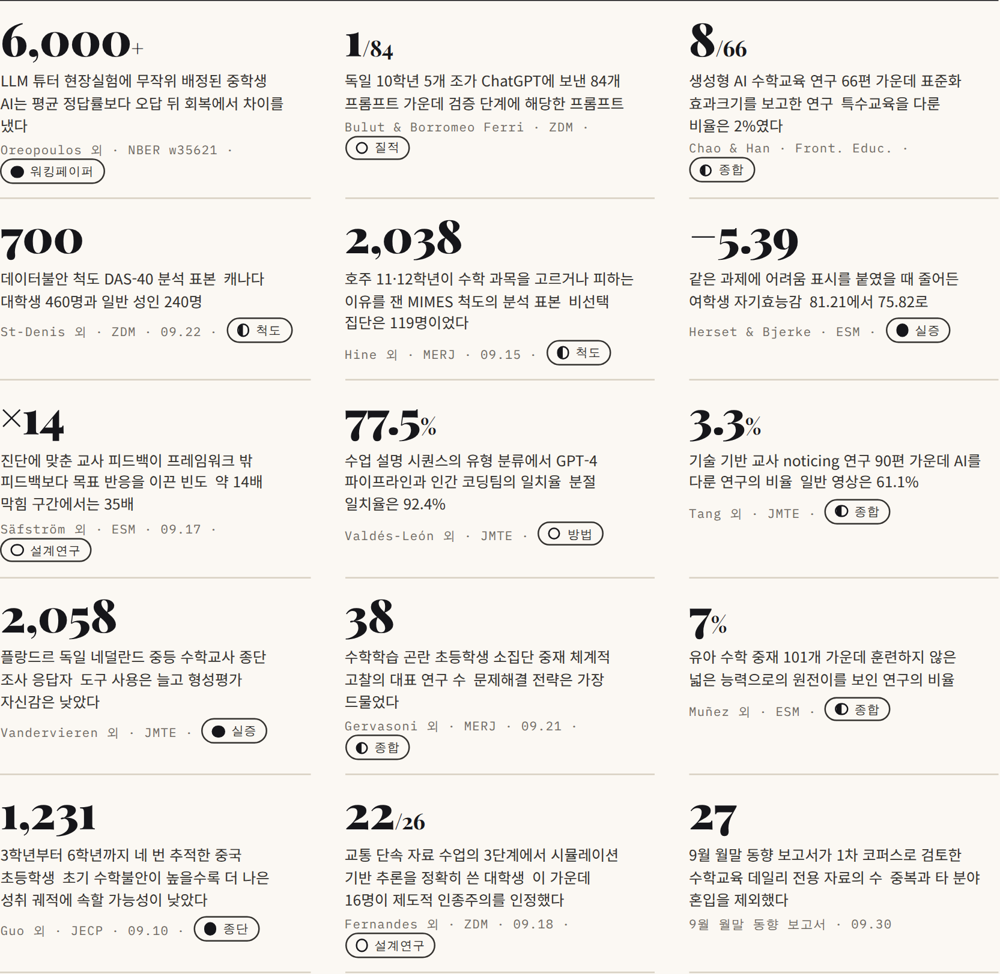 6,000+
LLM 튜터 현장실험에 무작위 배정된 중학생
AI는 평균 정답률보다 오답 뒤 회복에서 차이를
냈다
Oreopoulos 외 · NBER w35621 ·
워킹페이퍼
1/84
독일 10학년 5개 조가 ChatGPT에 보낸 84개
프롬프트 가운데 검증 단계에 해당한 프롬프트
Bulut & Borromeo Ferri · ZDM ·
질적
8/66
생성형 AI 수학교육 연구 66편 가운데 표준화
효과크기를 보고한 연구 특수교육을 다룬
비율은 2%였다
Chao & Han · Front. Educ. ·
종합
700
데이터불안 척도 DAS-40 분석 표본 캐나다
대학생 460명과 일반 성인 240명
St-Denis 외 · ZDM · 09.22 · 척도
2,038
호주 11·12학년이 수학 과목을 고르거나 피하는
이유를 잰 MIMES 척도의 분석 표본 비선택
집단은 119명이었다
Hine 외 · MERJ · 09.15 · 척도
−5.39
같은 과제에 어려움 표시를 붙였을 때 줄어든
여학생 자기효능감 81.21에서 75.82로
Herset & Bjerke · ESM · 실증
×14
진단에 맞춘 교사 피드백이 프레임워크 밖
피드백보다 목표 반응을 이끈 빈도 약 14배
막힘 구간에서는 35배
Säfström 외 · ESM · 09.17 ·
설계연구
77.5%
수업 설명 시퀀스의 유형 분류에서 GPT-4
파이프라인과 인간 코딩팀의 일치율 분절
일치율은 92.4%
Valdés-León 외 · JMTE · 방법
3.3%
기술 기반 교사 noticing 연구 90편 가운데 AI를
다룬 연구의 비율 일반 영상은 61.1%
Tang 외 · JMTE · 종합
2,058
플랑드르 독일 네덜란드 중등 수학교사 종단
조사 응답자 도구 사용은 늘고 형성평가
자신감은 낮았다
Vandervieren 외 · JMTE · 실증
38
수학학습 곤란 초등학생 소집단 중재 체계적
고찰의 대표 연구 수 문제해결 전략은 가장
드물었다
Gervasoni 외 · MERJ · 09.21 ·
종합
7%
유아 수학 중재 101개 가운데 훈련하지 않은
넓은 능력으로의 원전이를 보인 연구의 비율
Muñez 외 · ESM · 종합
1,231
3학년부터 6학년까지 네 번 추적한 중국
초등학생 초기 수학불안이 높을수록 더 나은
성취 궤적에 속할 가능성이 낮았다
Guo 외 · JECP · 09.10 · 종단
22/26
교통 단속 자료 수업의 3단계에서 시뮬레이션
기반 추론을 정확히 쓴 대학생 이 가운데
16명이 제도적 인종주의를 인정했다
Fernandes 외 · ZDM · 09.18 ·
설계연구
27
9월 월말 동향 보고서가 1차 코퍼스로 검토한
수학교육 데일리 전용 자료의 수 중복과 타 분야
혼입을 제외했다
9월 월말 동향 보고서 · 09.30